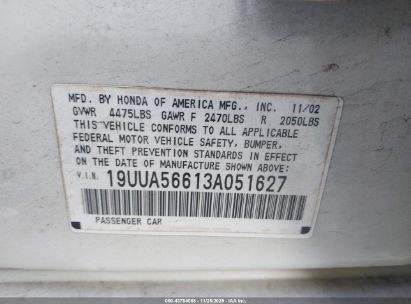 MFD. BY HONDA OF AMERICA MFG., INC. 11/02
GVWR 4475LBS GAWR F 2470LBS R 2050LBS
THIS VEHICLE CONFORMS TO ALL APPLICABLE
FEDERAL MOTOR VEHICLE SAFETY, BUMPER,
AND THEFT PREVENTION STANDARDS IN EFFECT
ON THE DATE OF MANUFACTURE SHOWN ABOVE
V.I.N. 19UUA56613A051627
PASSENGER CAR